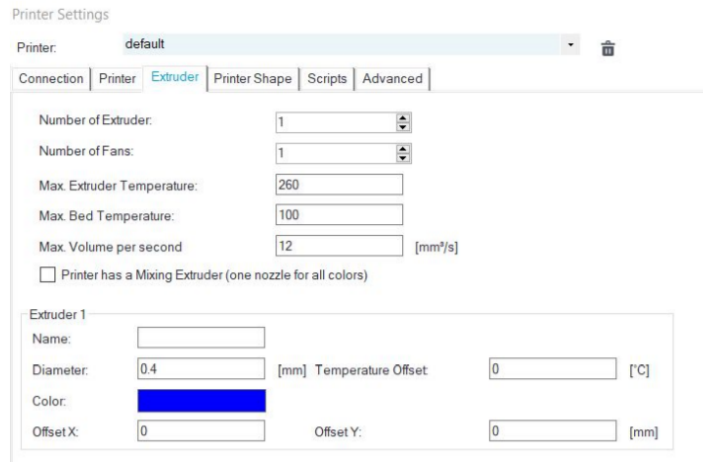 Printer Settings
Printer: default
Connection Printer Extruder Printer Shape Scripts Advanced
Number of Extruder: 1
Number of Fans: 1
Max. Extruder Temperature: 260
Max. Bed Temperature: 100
Max. Volume per second 12 [mm³/s]
Printer has a Mixing Extruder (one nozzle for all colors)
Extruder 1
Name:
Diameter: 0.4 [mm] Temperature Offset: 0 [°C]
Color:
Offset X: 0 Offset Y: 0 [mm]